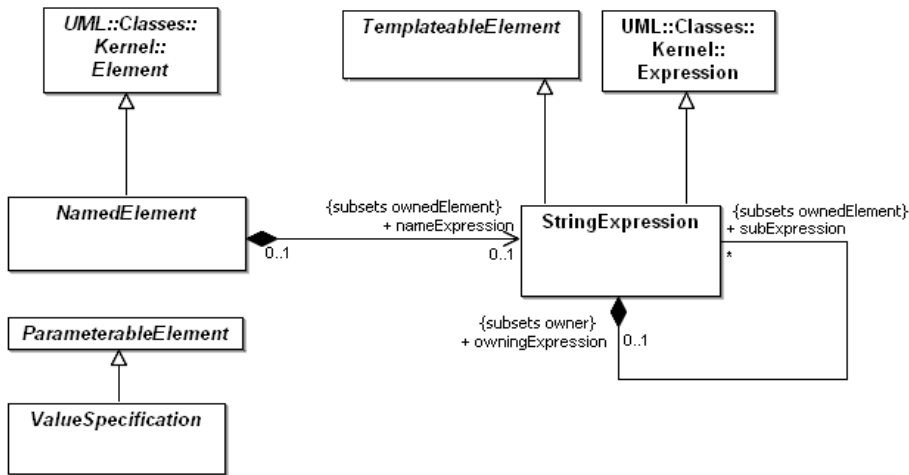 UML::Classes::
Kernel::
Element
TemplateableElement
UML::Classes::
Kernel::
Expression
NamedElement
{subsets ownedElement}
+ nameExpression
0..1
0..1
StringExpression
{subsets ownedElement}
+ subExpression
*
{subsets owner}
+ owningExpression
0..1
ParameterableElement
ValueSpecification